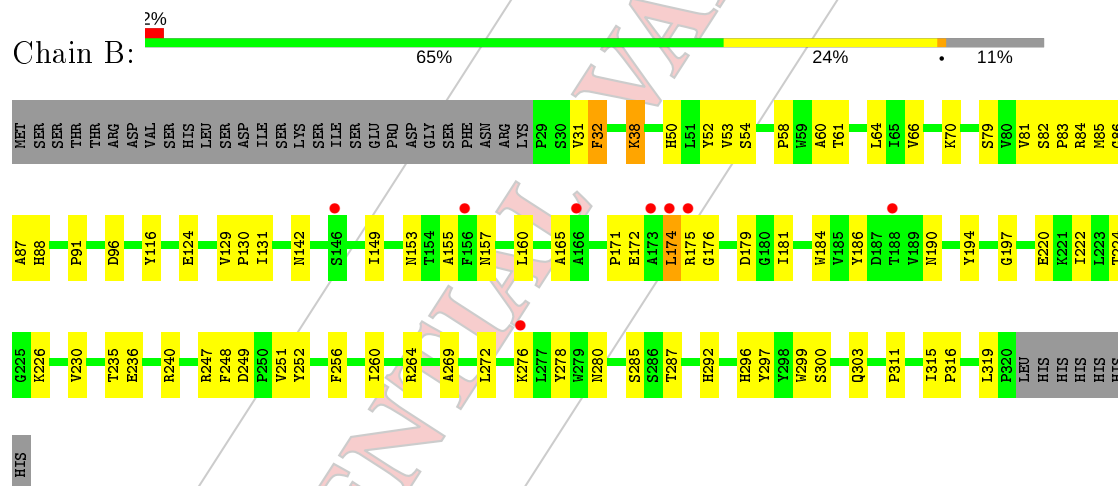 2%
Chain B:
65% 24% • 11%
MET SER SER THR THR ARG ASP VAL SER HIS LEU SER ASP ILE SER LYS SER ILE SER GLU PRO ASP GLY SER PHE ASN ARG LYS P29 S30 V31 F32 K38 H50 L51 Y52 V53 S54 P58 W59 A60 T61 L64 I65 V66 K70 S79 V80 V81 S82 P83 R84 M85
A87 H88 P91 D96 Y116 E124 V129 P130 I131 N142 S146 I149 N153 T154 A155 F156 N157 L160 A165 A166 P171 E172 A173 L174 R175 G176 D179 G180 I181 W184 V185 Y186 D187 T188 V189 N190 Y194 G197 E220 K221 I222 L223 T224
G225 K226 V230 T235 E236 R240 R247 F248 D249 P250 V251 Y252 F256 I260 R264 A269 L272 K276 L277 Y278 W279 N280 S285 S286 T287 H292 H296 Y297 Y298 W299 S300 Q303 P311 I315 P316 L319 P320 LEU HIS HIS HIS HIS HIS
HIS